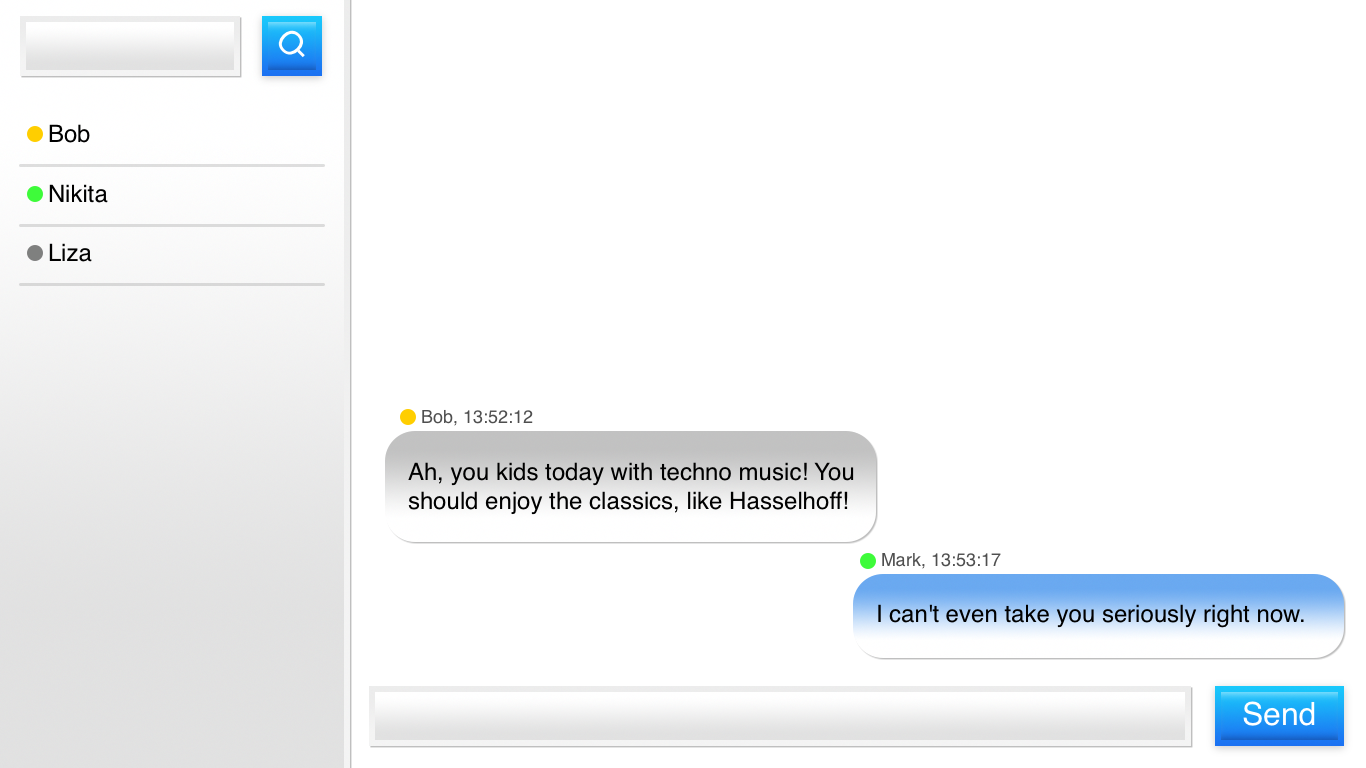 Bob
Nikita
Liza
Bob, 13:52:12
Ah, you kids today with techno music! You
should enjoy the classics, like Hasselhoff!
Mark, 13:53:17
I can't even take you seriously right now.
Send